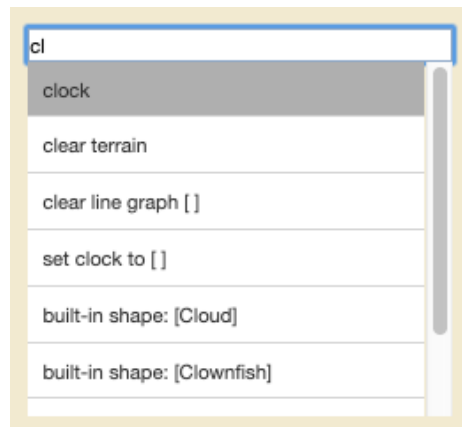 cl
clock
clear terrain
clear line graph [ ]
set clock to [ ]
built-in shape: [Cloud]
built-in shape: [Clownfish]